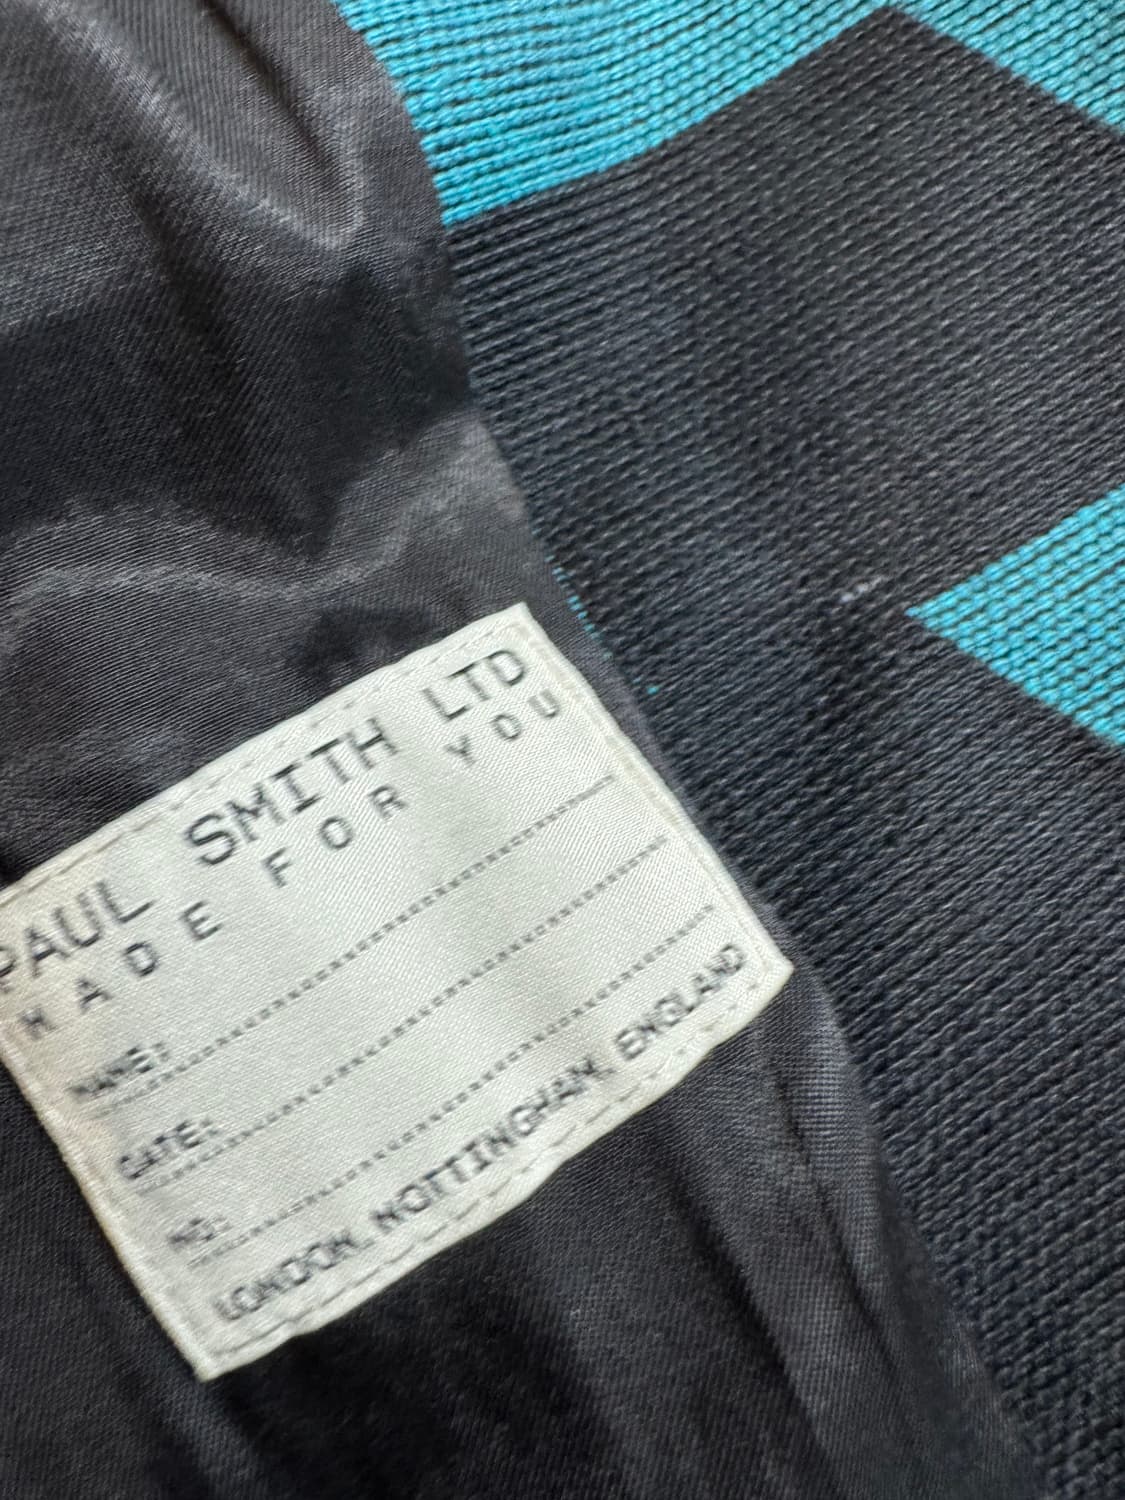 PAUL SMITH LTD
MADE FOR YOU
NAME:
DATE:
NO:
LONDON. NOTTINGHAM. ENGLAND